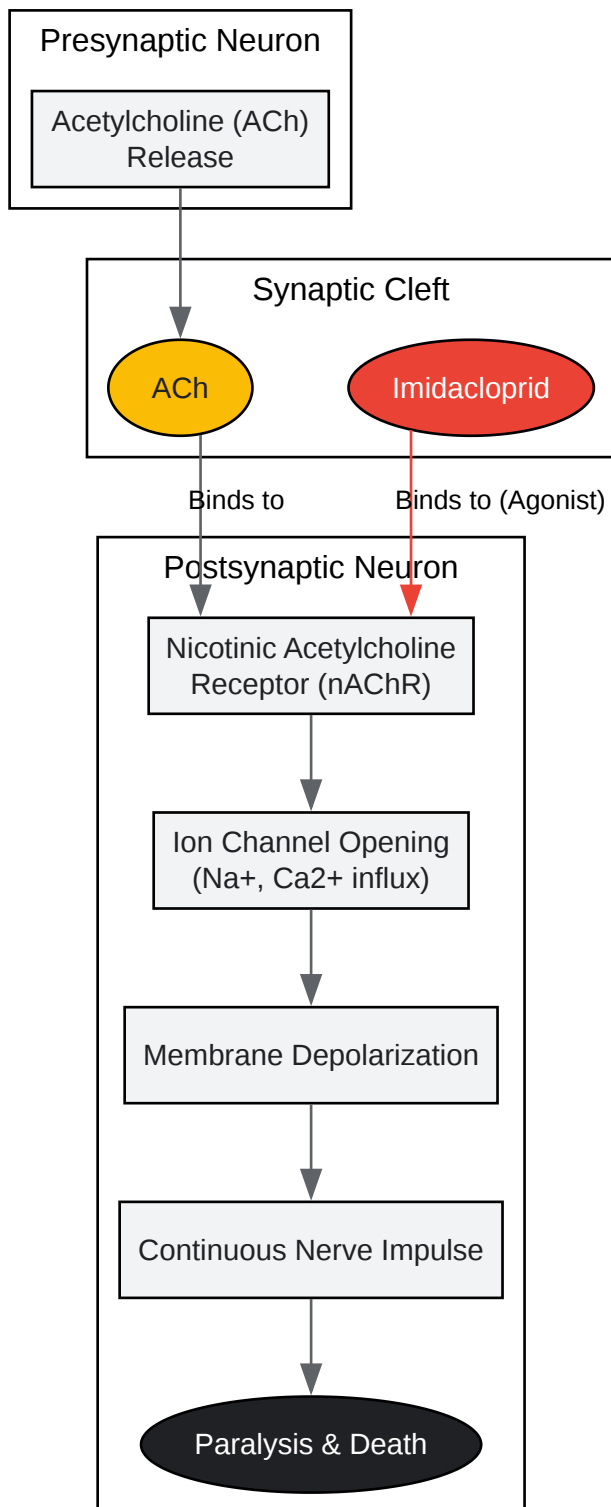 Presynaptic Neuron
Acetylcholine (ACh)
Release
Synaptic Cleft
ACh
Imidacloprid
Binds to
Binds to (Agonist)
Postsynaptic Neuron
Nicotinic Acetylcholine
Receptor (nAChR)
Ion Channel Opening
(Na+, Ca2+ influx)
Membrane Depolarization
Continuous Nerve Impulse
Paralysis & Death